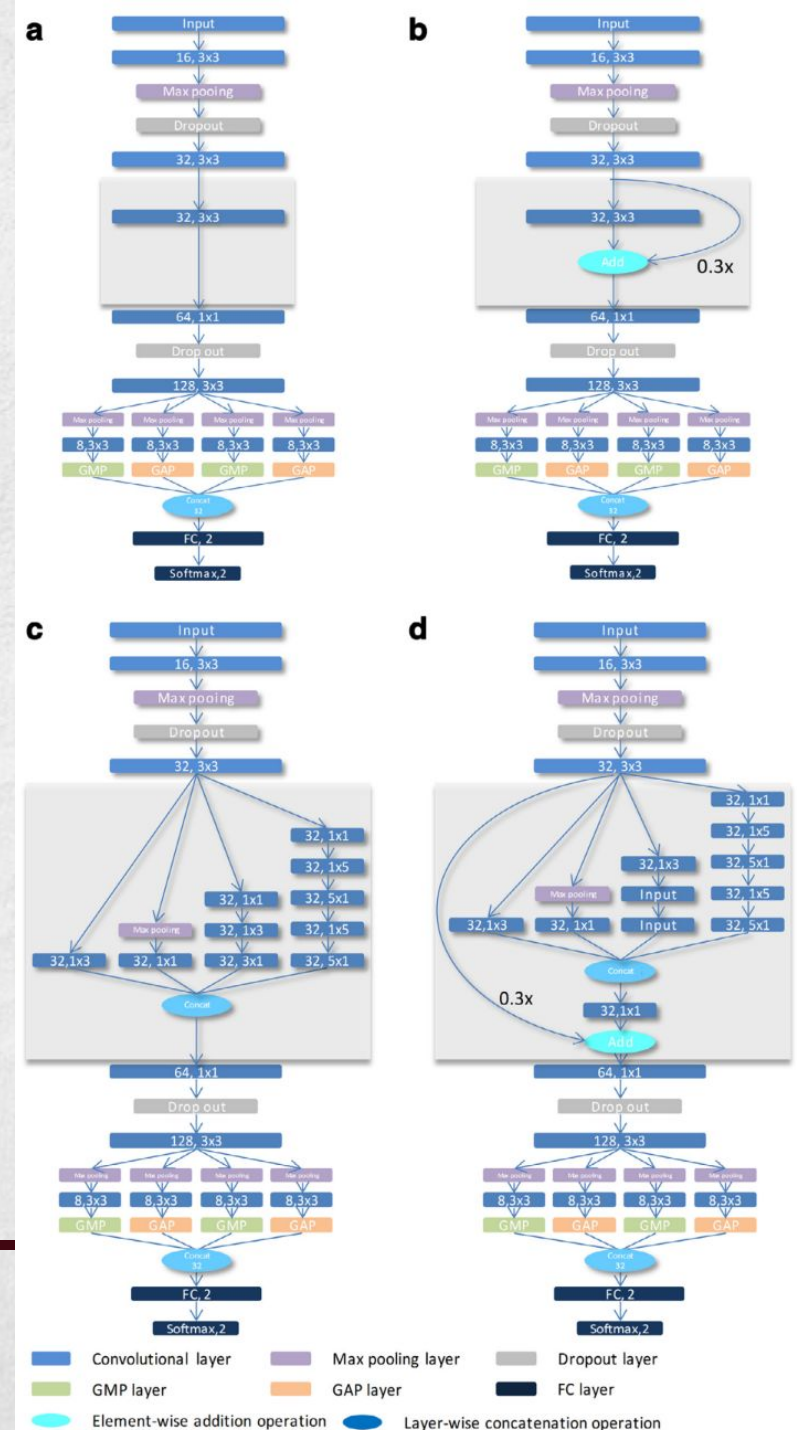 a
Input
16, 3x3
Max pooing
Dropout
32, 3x3
32, 3x3
64, 1x1
Drop out
128, 3x3
Max pooling Max pooling Max pooling Max pooling
8,3x3 8,3x3 8,3x3 8,3x3
GMP GAP GMP GAP
Concat
32
FC, 2
Softmax,2
b
Input
16, 3x3
Max pooing
Dropout
32, 3x3
32, 3x3
Add
0.3x
64, 1x1
Drop out
128, 3x3
Max pooling Max pooling Max pooling Max pooling
8,3x3 8,3x3 8,3x3 8,3x3
GMP GAP GMP GAP
Concat
32
FC, 2
Softmax,2
c
Input
16, 3x3
Max pooing
Dropout
32, 3x3
32, 1x1
32, 1x5
32, 1x1 32, 5x1
Max pooling 32, 1x3 32, 1x5
32,1x3 32, 1x1 32, 3x1 32, 5x1
Concat
64, 1x1
Drop out
128, 3x3
Max pooling Max pooling Max pooling Max pooling
8,3x3 8,3x3 8,3x3 8,3x3
GMP GAP GMP GAP
Concat
32
FC, 2
Softmax,2
d
Input
16, 3x3
Max pooing
Dropout
32, 3x3
32, 1x1
32, 1x5
32,1x3 32, 5x1
Max pooling Input 32, 1x5
32,1x3 32, 1x1 Input 32, 5x1
Concat
0.3x
32,1x1
Add
64, 1x1
Drop out
128, 3x3
Max pooling Max pooling Max pooling Max pooling
8,3x3 8,3x3 8,3x3 8,3x3
GMP GAP GMP GAP
Concat
32
FC, 2
Softmax,2
Convolutional layer Max pooling layer Dropout layer
GMP layer GAP layer FC layer
Element-wise addition operation Layer-wise concatenation operation